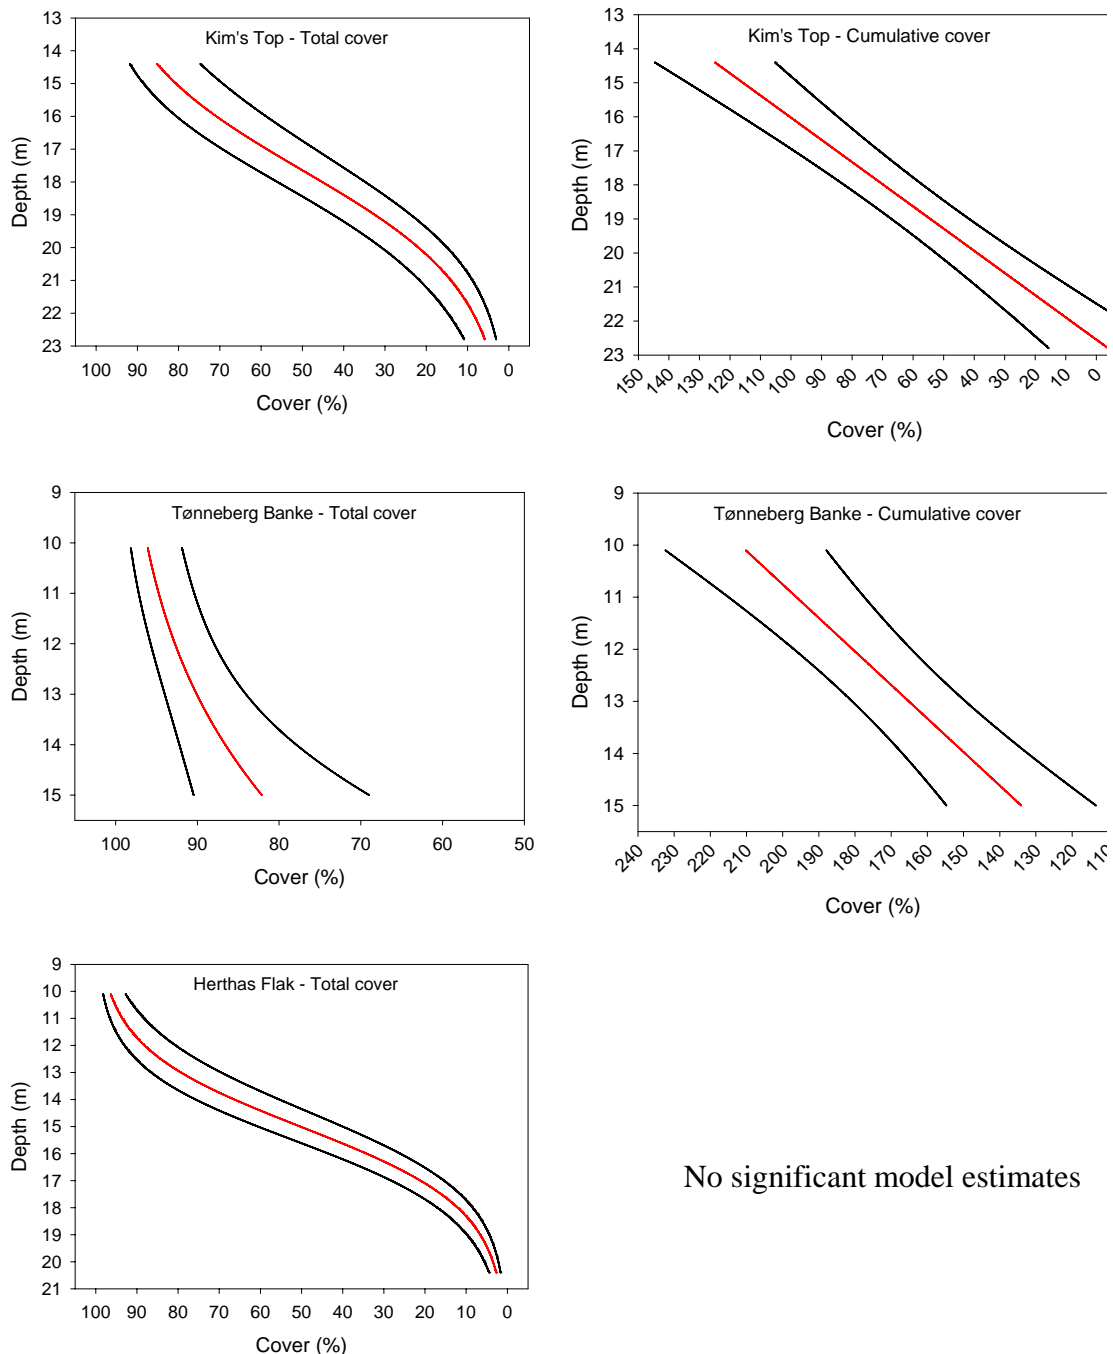 Kim's Top - Total cover
Depth (m)
13
14
15
16
17
18
19
20
21
22
23
100 90 80 70 60 50 40 30 20 10 0
Cover (%)
Kim's Top - Cumulative cover
Depth (m)
13
14
15
16
17
18
19
20
21
22
23
150 140 130 120 110 100 90 80 70 60 50 40 30 20 10 0
Cover (%)
Tønneberg Banke - Total cover
Depth (m)
9
10
11
12
13
14
15
100 90 80 70 60 50
Cover (%)
Tønneberg Banke - Cumulative cover
Depth (m)
9
10
11
12
13
14
15
240 230 220 210 200 190 180 170 160 150 140 130 120 110
Cover (%)
Herthas Flak - Total cover
Depth (m)
9
10
11
12
13
14
15
16
17
18
19
20
21
100 90 80 70 60 50 40 30 20 10 0
Cover (%)
No significant model estimates